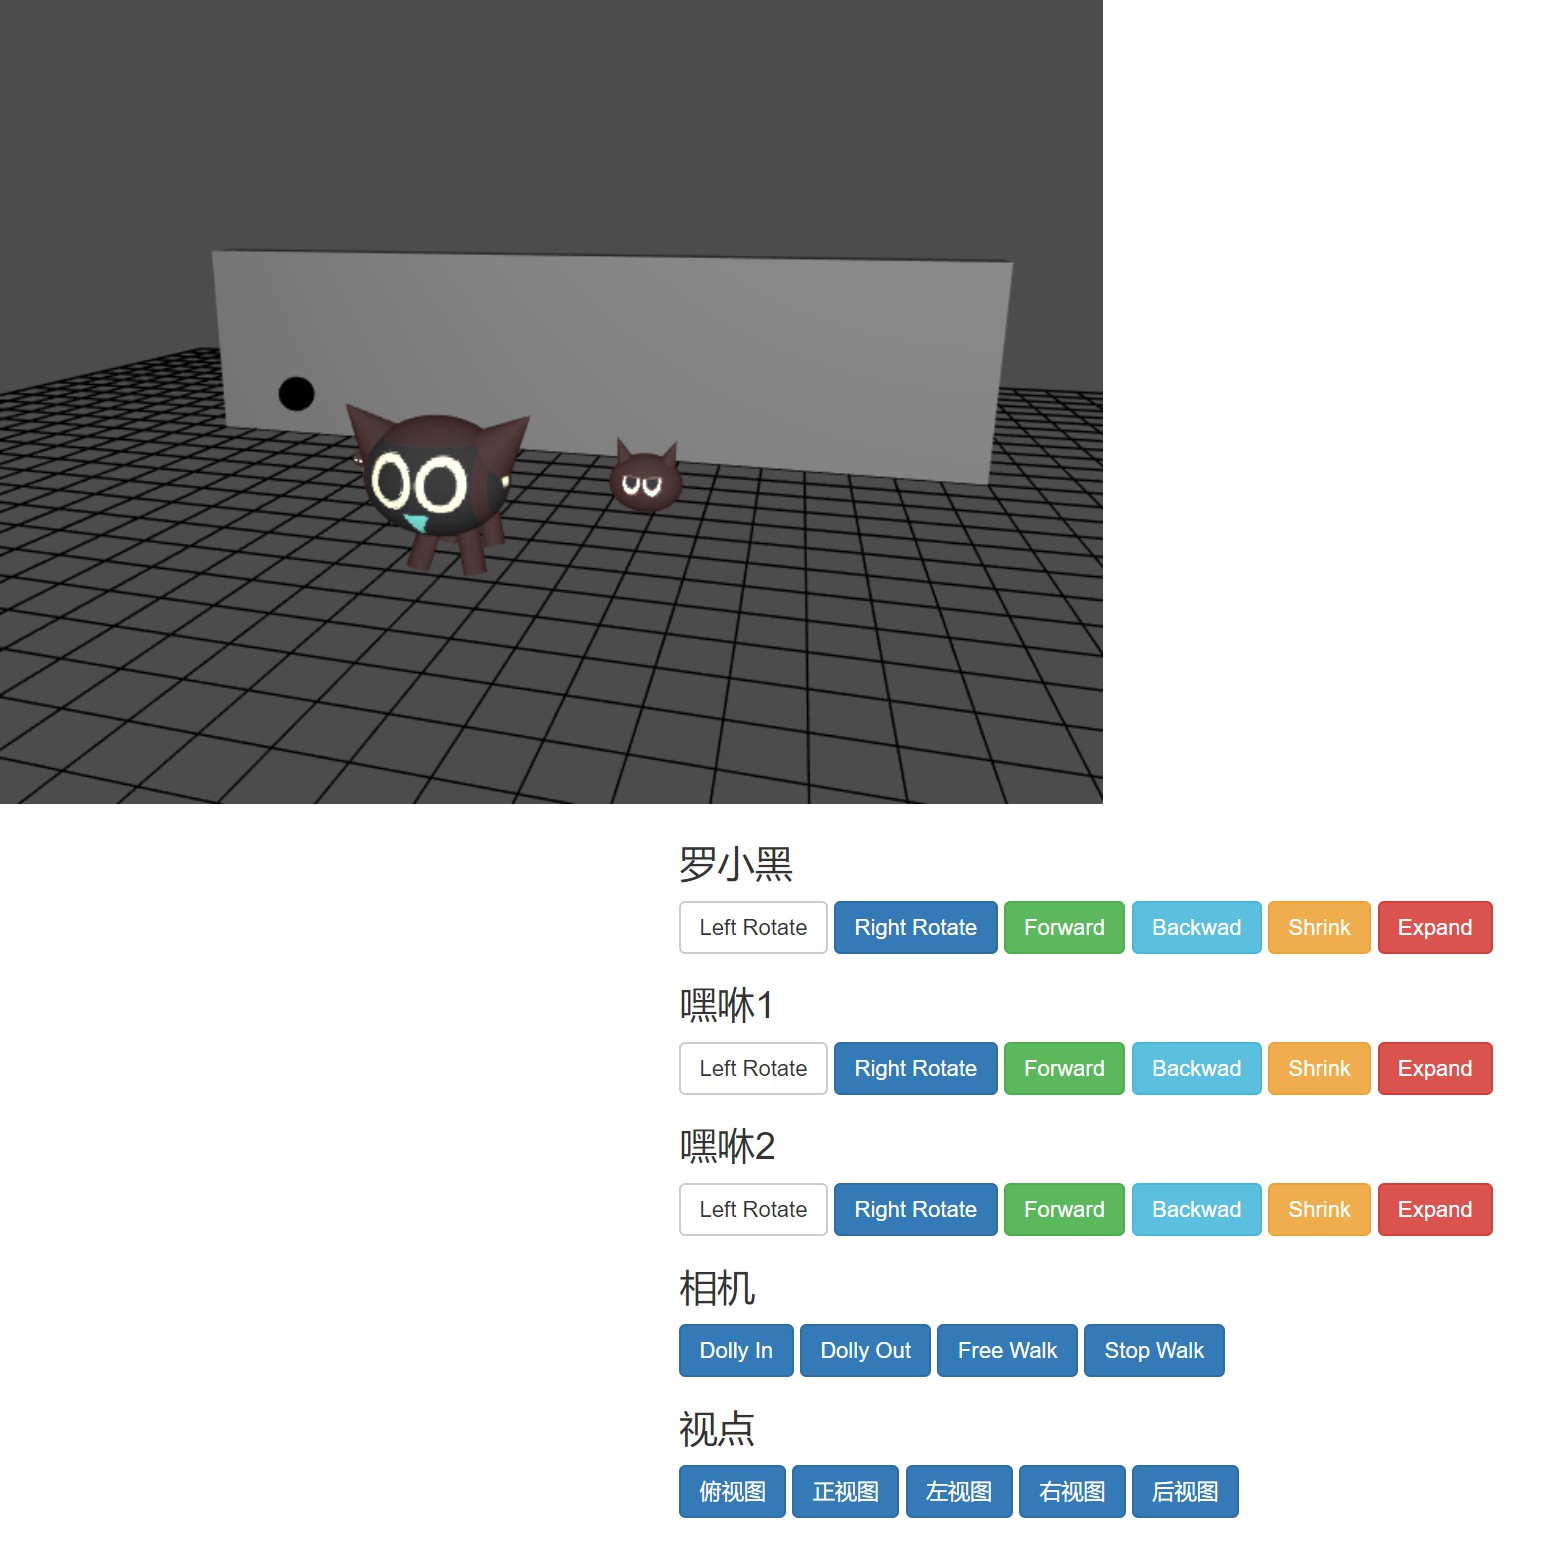 罗小黑
Left Rotate Right Rotate Forward Backwad Shrink Expand
嘿咻1
Left Rotate Right Rotate Forward Backwad Shrink Expand
嘿咻2
Left Rotate Right Rotate Forward Backwad Shrink Expand
相机
Dolly In Dolly Out Free Walk Stop Walk
视点
俯视图 正视图 左视图 右视图 后视图